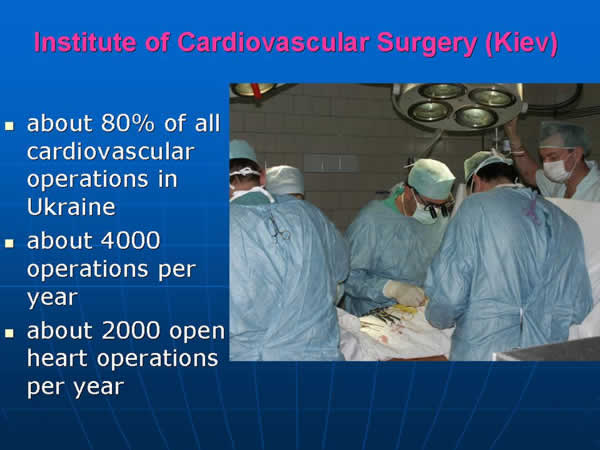 Institute of Cardiovascular Surgery (Kiev)
about 80% of all
cardiovascular
operations in
Ukraine
about 4000
operations per
year
about 2000 open
heart operations
per year